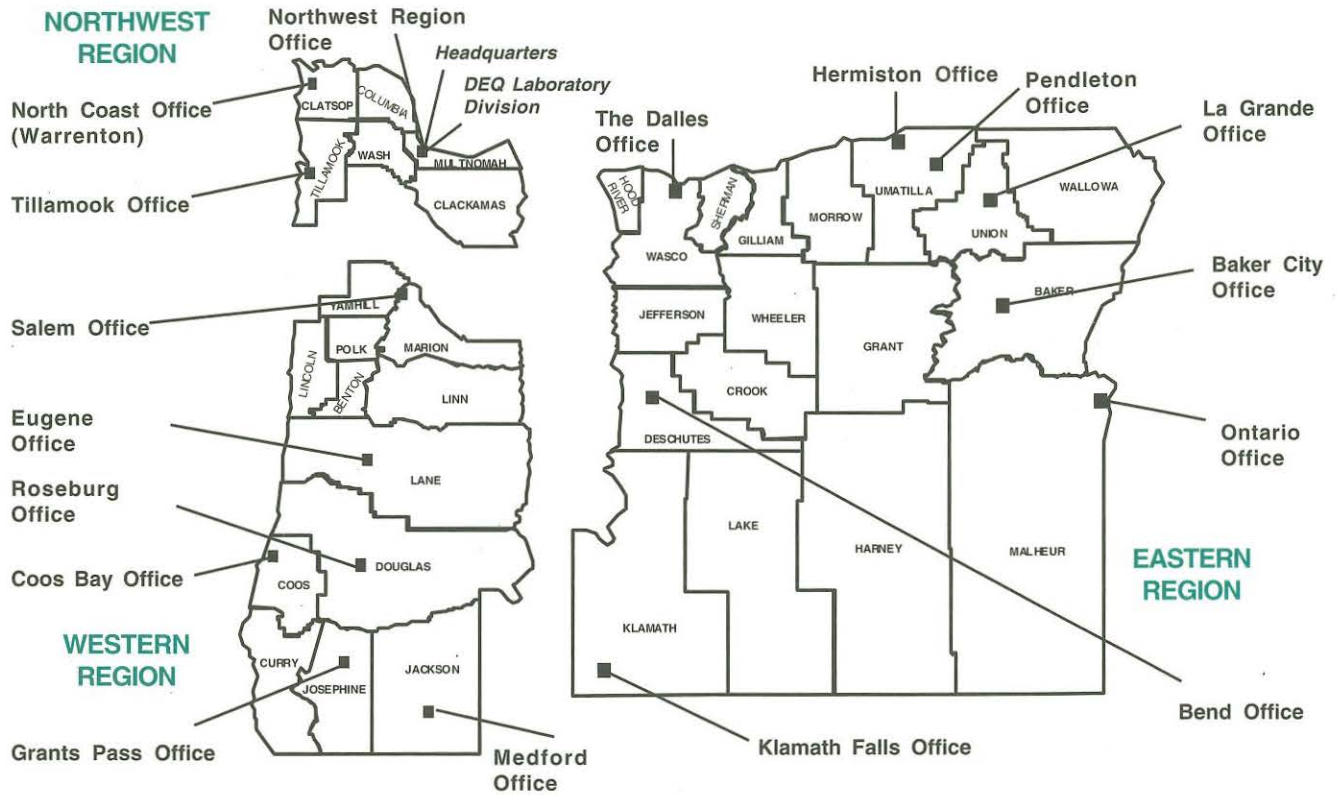 NORTHWEST
REGION
Northwest Region
Office
Headquarters
DEQ Laboratory
Division
North Coast Office
(Warrenton)
Tillamook Office
CLATSOP
COLUMBIA
TILLAMOOK
WASH
MULTNOMAH
CLACKAMAS
Salem Office
Eugene
Office
Roseburg
Office
Coos Bay Office
WESTERN
REGION
Grants Pass Office
Medford
Office
YAMHILL
POLK
MARION
LINCOLN
BENTON
LINN
LANE
DOUGLAS
COOS
CURRY
JOSEPHINE
JACKSON
The Dalles
Office
Hermiston Office
Pendleton
Office
La Grande
Office
Baker City
Office
Ontario
Office
EASTERN
REGION
Bend Office
Klamath Falls Office
HOOD
RIVER
WASCO
SHERMAN
GILLIAM
MORROW
UMATILLA
UNION
WALLOWA
BAKER
JEFFERSON
WHEELER
GRANT
CROOK
DESCHUTES
KLAMATH
LAKE
HARNEY
MALHEUR